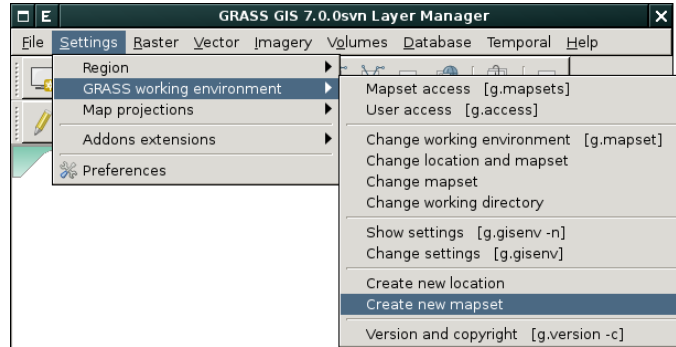 E GRASS GIS 7.0.0svn Layer Manager
File Settings Raster Vector Imagery Volumes Database Temporal Help
Region
GRASS working environment
Map projections
Addons extensions
Preferences
Mapset access [g.mapsets]
User access [g.access]
Change working environment [g.mapset]
Change location and mapset
Change mapset
Change working directory
Show settings [g.gisenv -n]
Change settings [g.gisenv]
Create new location
Create new mapset
Version and copyright [g.version -c]